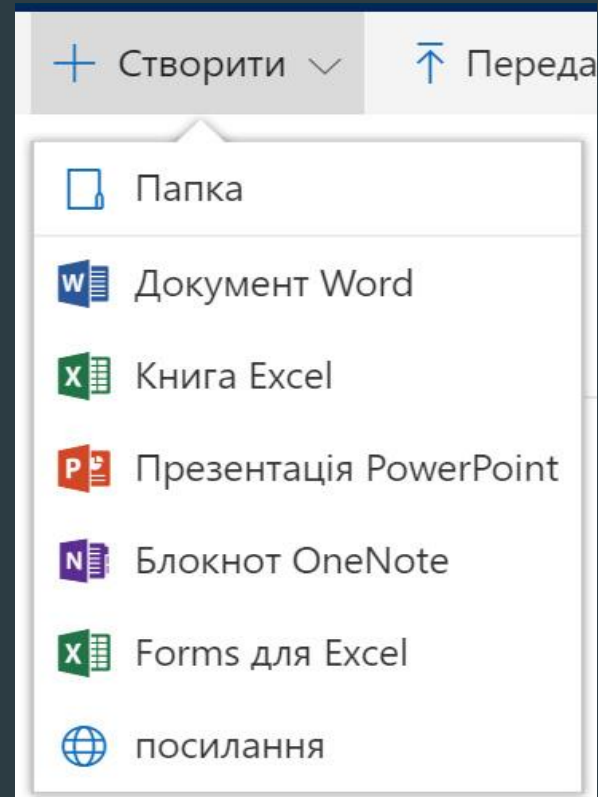 Створити Переда
Папка
Документ Word
Книга Excel
Презентація PowerPoint
Блокнот OneNote
Forms для Excel
посилання